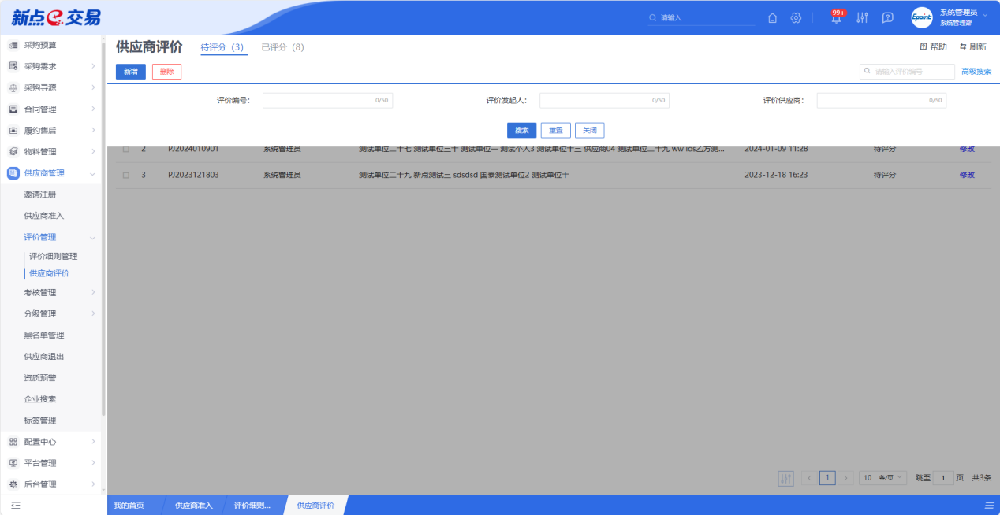 新点e交易
请输入
99+
Epoint
系统管理员
系统管理部
采购预算
采购需求
采购寻源
合同管理
履约售后
物料管理
供应商管理
邀请注册
供应商准入
评价管理
评价细则管理
供应商评价
考核管理
分级管理
黑名单管理
供应商退出
资质预警
企业搜索
标签管理
配置中心
平台管理
后台管理
供应商评价 待评分 (3) 已评分 (8) 帮助 刷新
新增 删除 请输入评价编号 高级搜索
评价编号: 0/50 评价发起人: 0/50 评价供应商: 0/50
搜索 重置 关闭
2 PJ2024010901 系统管理员 测试单位二十七 测试单位三十 测试单位一 测试个人3 测试单位十三 供应商04 测试单位二十九 ww ios乙方测... 2024-01-09 11:28 待评分 修改
3 PJ2023121803 系统管理员 测试单位二十九 新点测试三 sdsdsd 国泰测试单位2 测试单位十 2023-12-18 16:23 待评分 修改
1 10 条/页 跳至 1 页 共3条
我的首页 供应商准入 评价细则... 供应商评价